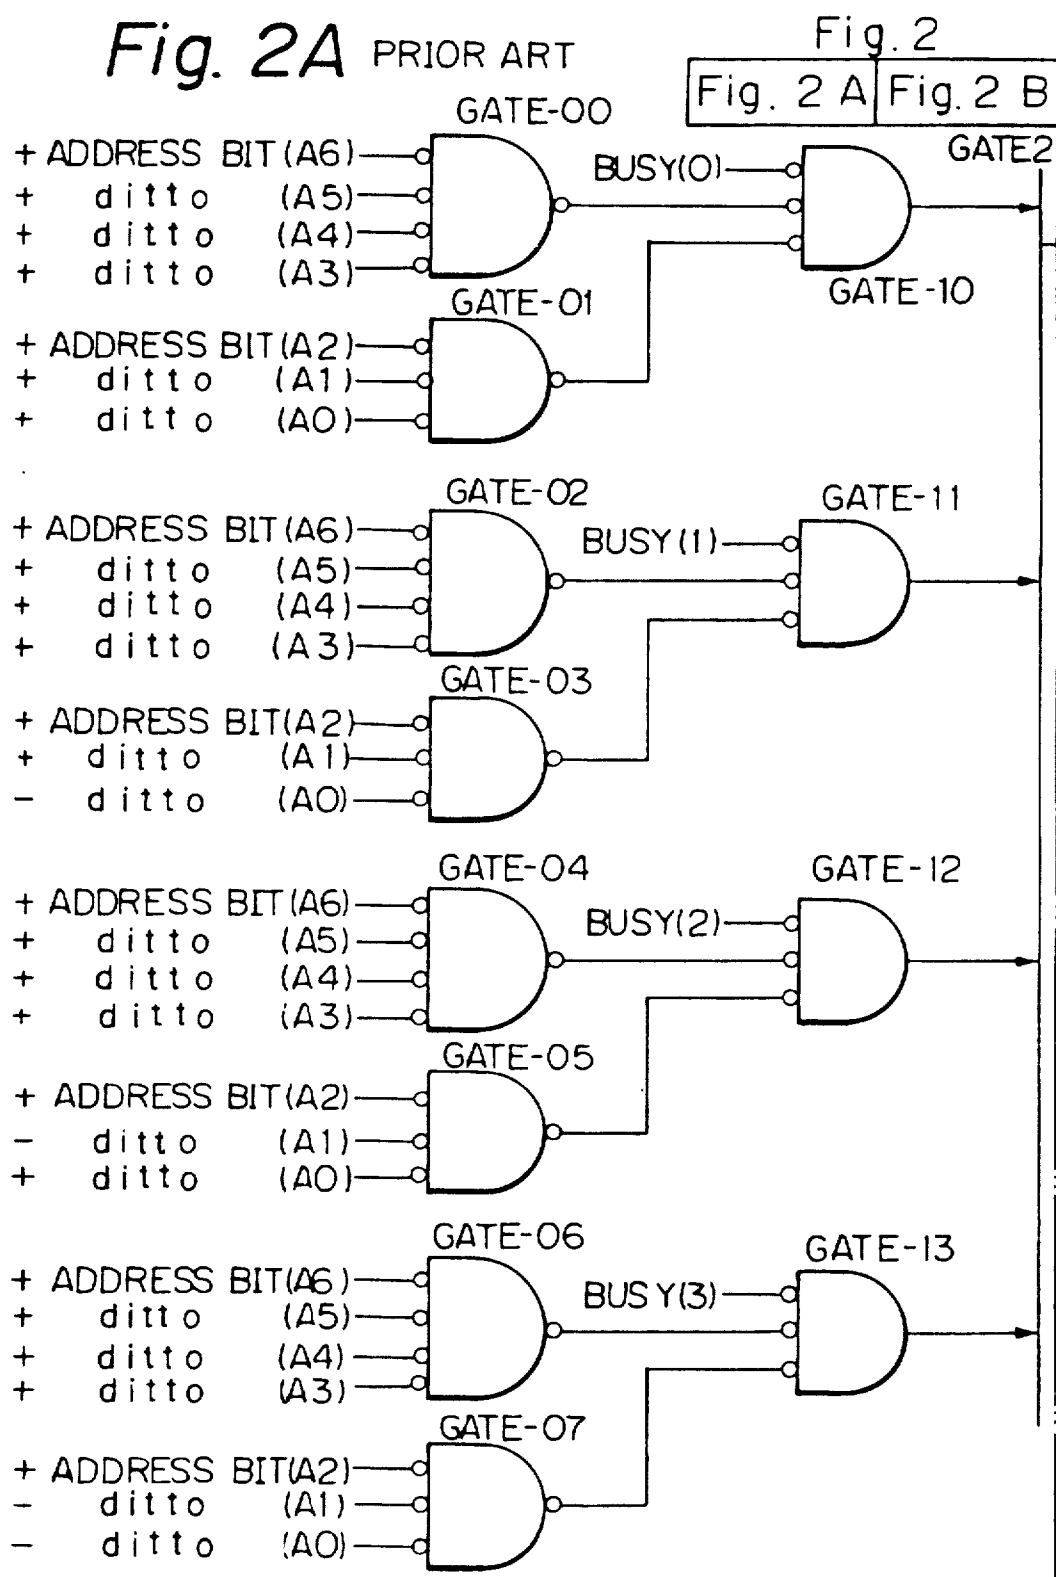 Fig. 2A PRIOR ART
Fig. 2
Fig. 2 A Fig. 2 B
GATE-00
GATE2
+ ADDRESS BIT(A6)
BUSY(0)
+ ditto (A5)
+ ditto (A4)
+ ditto (A3)
GATE-10
GATE-01
+ ADDRESS BIT(A2)
+ ditto (A1)
+ ditto (A0)
GATE-02
GATE-11
+ ADDRESS BIT(A6)
BUSY(1)
+ ditto (A5)
+ ditto (A4)
+ ditto (A3)
GATE-03
+ ADDRESS BIT(A2)
+ ditto (A1)
- ditto (A0)
GATE-04
GATE-12
+ ADDRESS BIT(A6)
BUSY(2)
+ ditto (A5)
+ ditto (A4)
+ ditto (A3)
GATE-05
+ ADDRESS BIT(A2)
- ditto (A1)
+ ditto (A0)
GATE-06
GATE-13
+ ADDRESS BIT(A6)
BUSY(3)
+ ditto (A5)
+ ditto (A4)
+ ditto (A3)
GATE-07
+ ADDRESS BIT(A2)
- ditto (A1)
- ditto (A0)